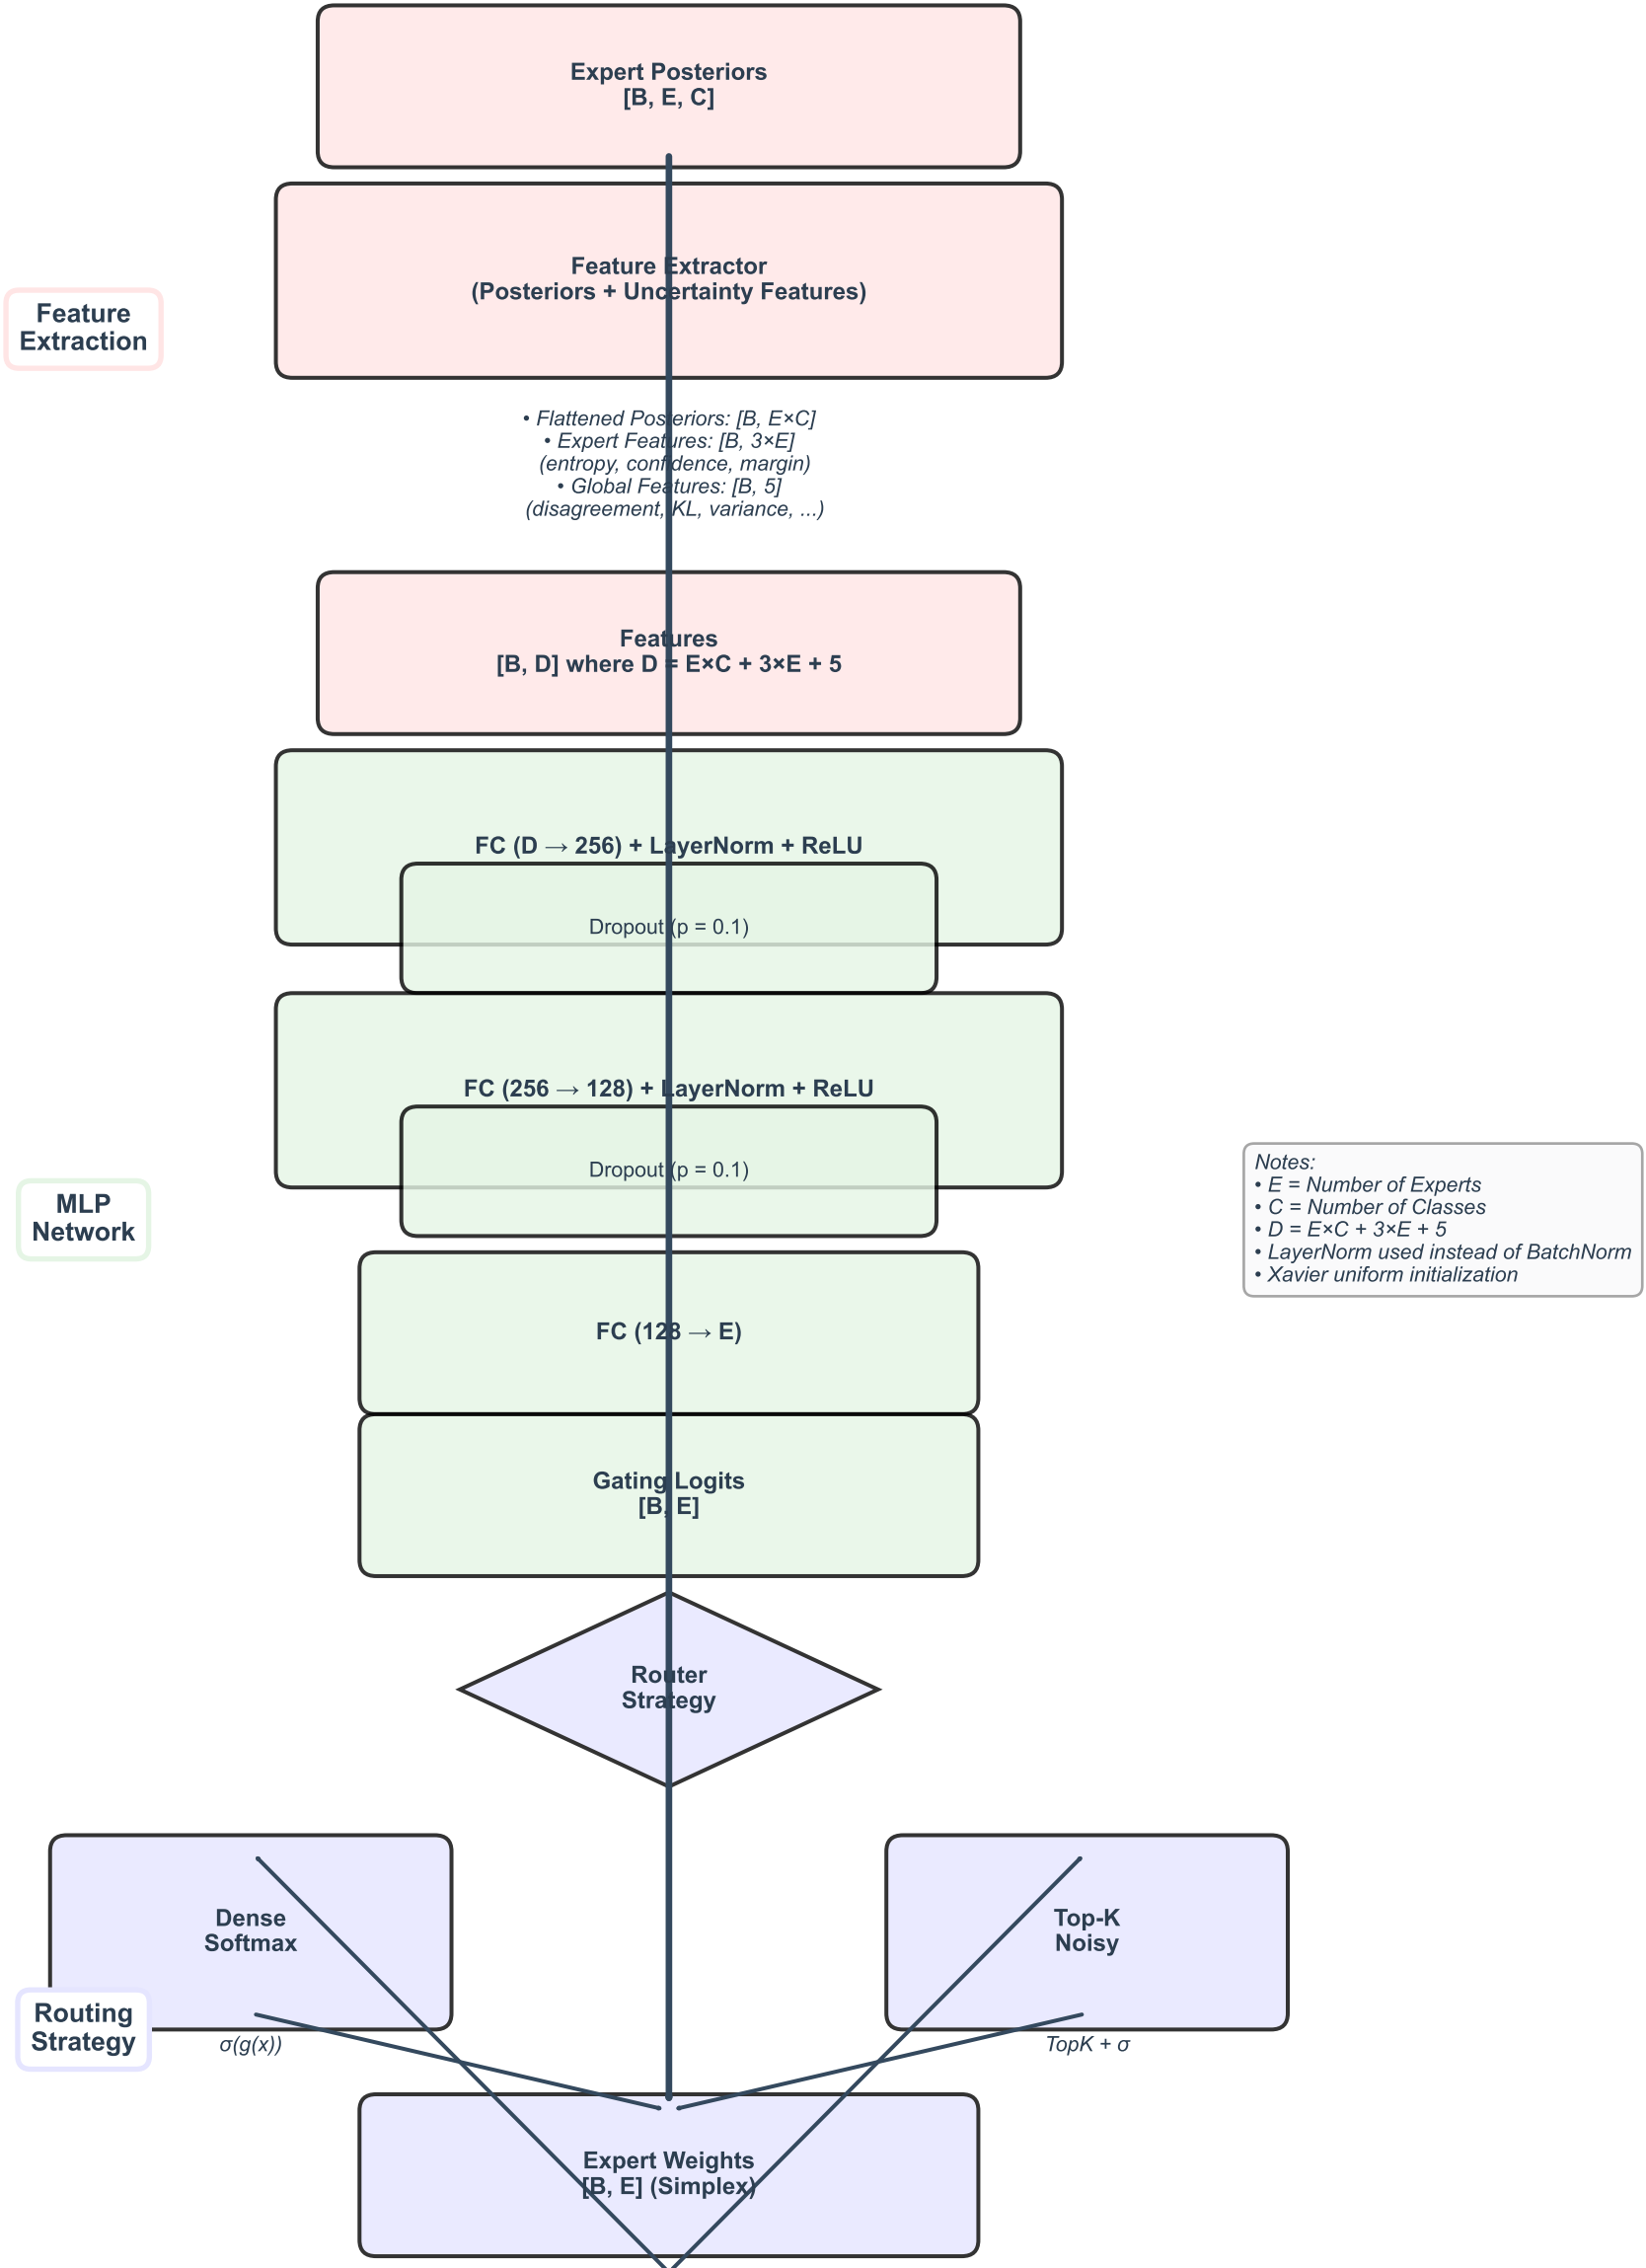 Expert Posteriors
[B, E, C]
Feature Extractor
(Posteriors + Uncertainty Features)
Feature
Extraction
• Flattened Posteriors: [B, E×C]
• Expert Features: [B, 3×E]
(entropy, confidence, margin)
• Global Features: [B, 5]
(disagreement, KL, variance, ...)
Features
[B, D] where D = E×C + 3×E + 5
FC (D → 256) + LayerNorm + ReLU
Dropout (p = 0.1)
FC (256 → 128) + LayerNorm + ReLU
Dropout (p = 0.1)
MLP
Network
Notes:
• E = Number of Experts
• C = Number of Classes
• D = E×C + 3×E + 5
• LayerNorm used instead of BatchNorm
• Xavier uniform initialization
FC (128 → E)
Gating Logits
[B, E]
Router
Strategy
Dense
Softmax
Top-K
Noisy
Routing
Strategy
σ(g(x))
TopK + σ
Expert Weights
[B, E] (Simplex)